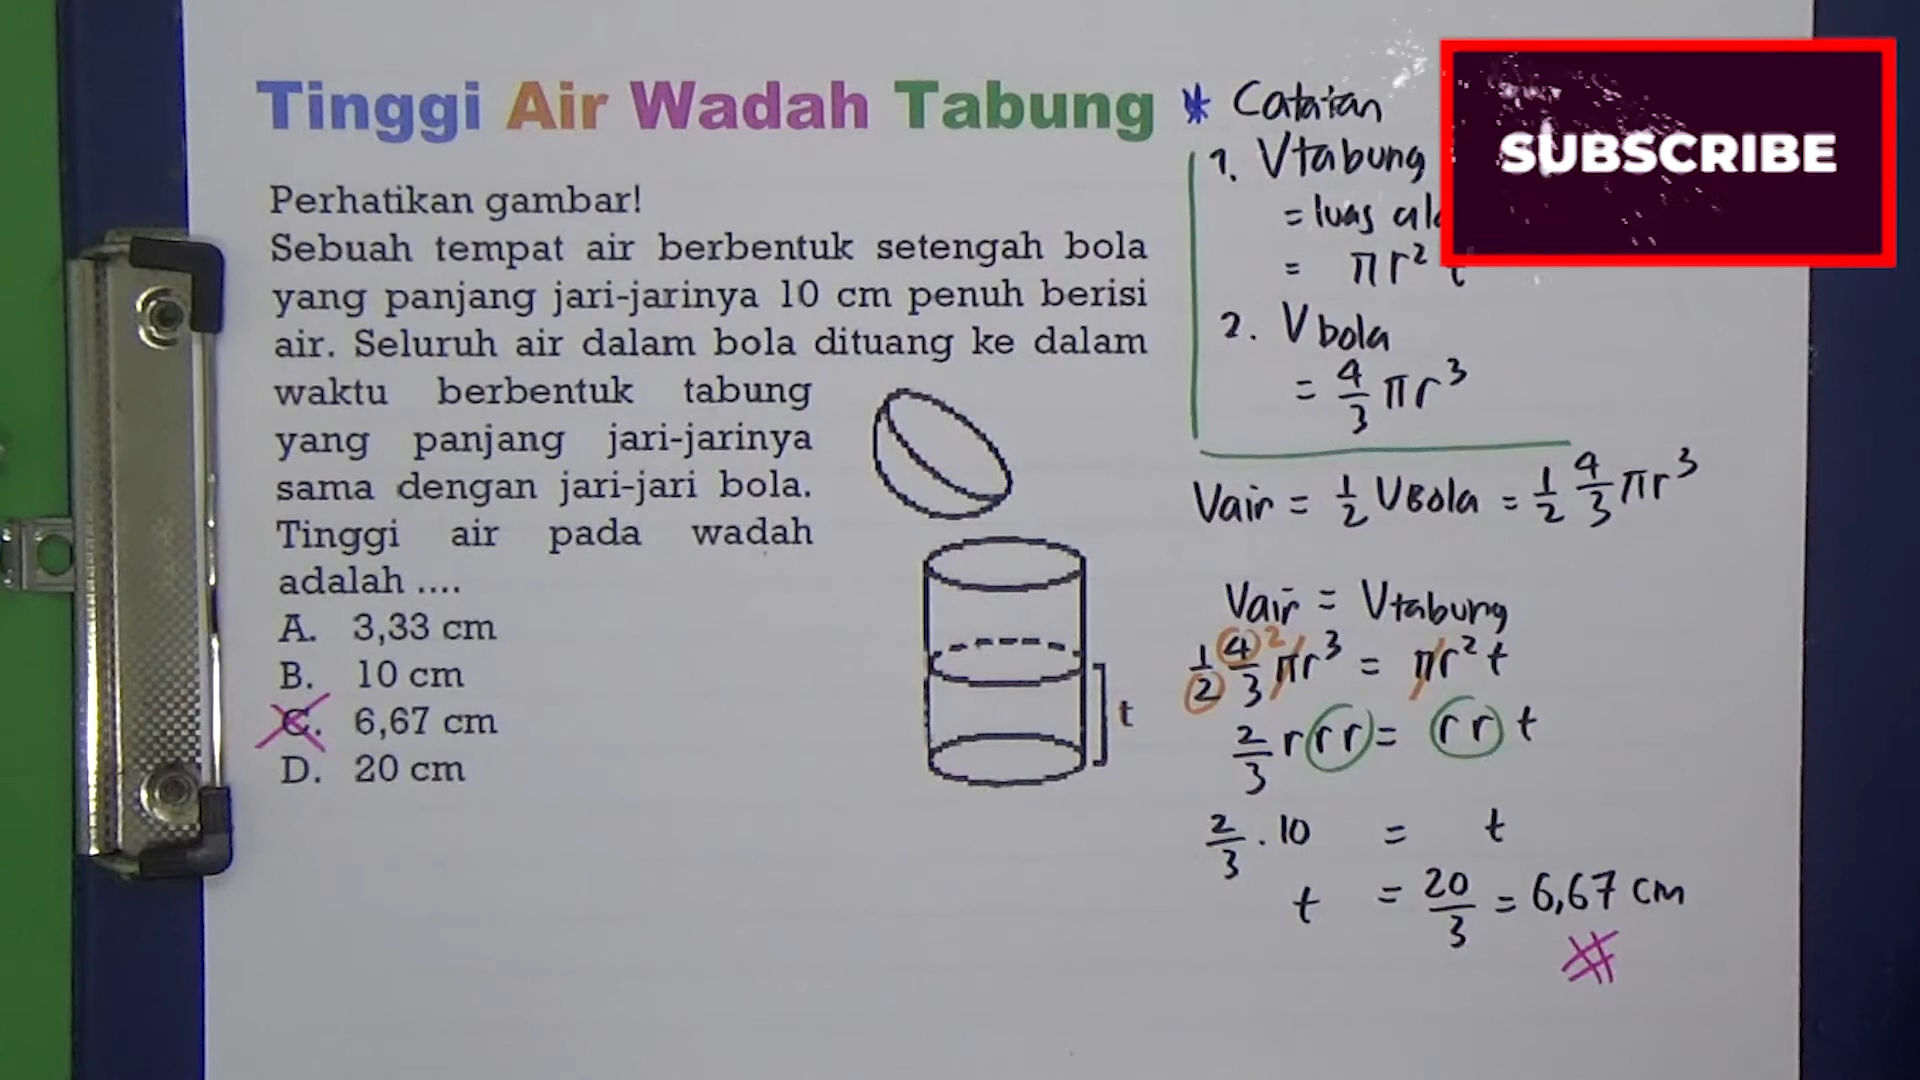 Tinggi Air Wadah Tabung
Perhatikan gambar!
Sebuah tempat air berbentuk setengah bola
yang panjang jari-jarinya 10 cm penuh berisi
air. Seluruh air dalam bola dituang ke dalam
waktu berbentuk tabung
yang panjang jari-jarinya
sama dengan jari-jari bola.
Tinggi air pada wadah
adalah ....
A. 3,33 cm
B. 10 cm
C. 6,67 cm
D. 20 cm
t
* Catatan
1. Vtabung
= luas
= πr² t
2. Vbola
= 4/3 πr³
Vair = 1/2 VBola = 1/2 4/3 πr³
Vair = Vtabung
1/2 4/3 2 πr³ = πr² t
2/3 r r r = r r t
2/3 . 10 = t
t = 20/3 = 6,67 cm
SUBSCRIBE